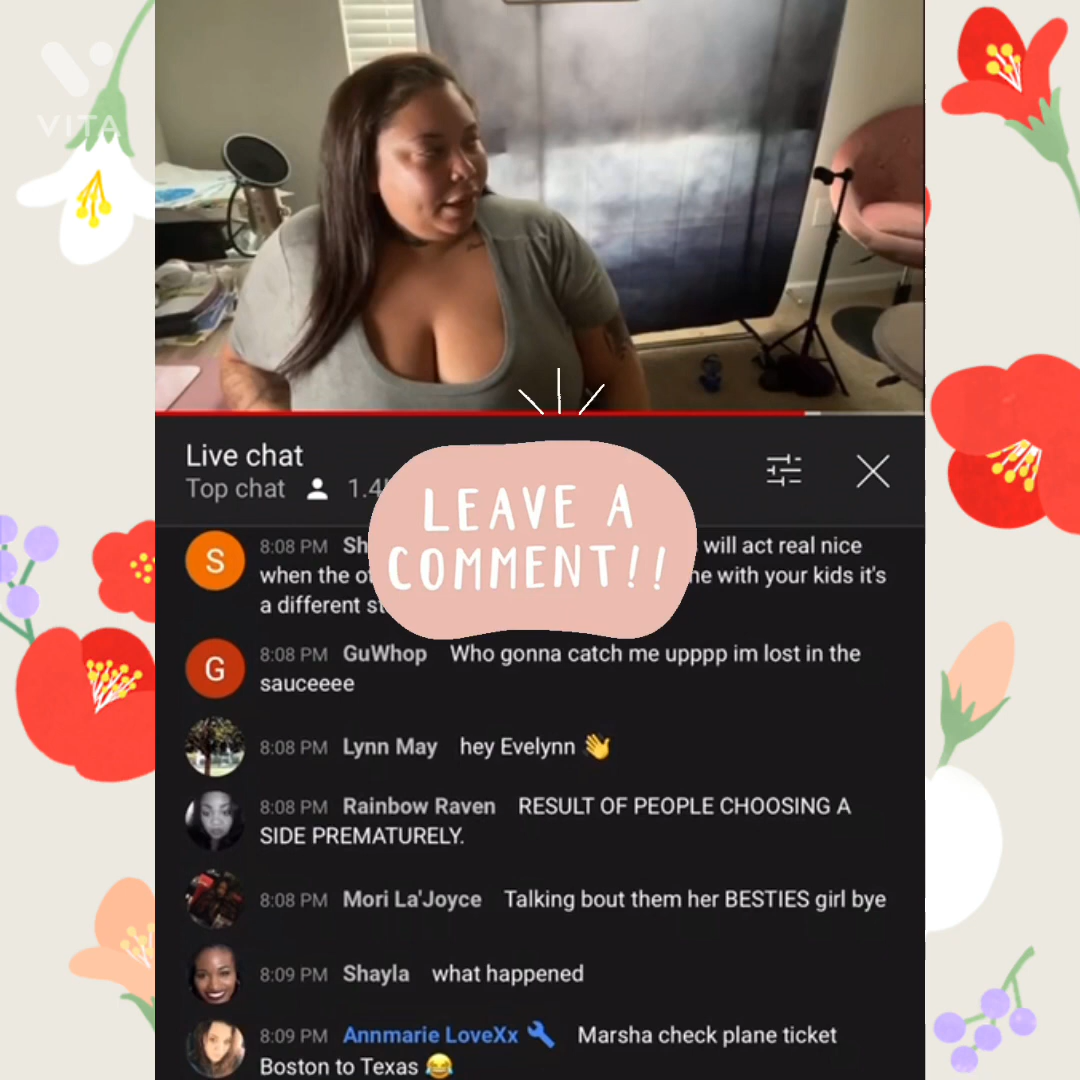 VITA
Live chat
Top chat 1.4
LEAVE A
COMMENT!!
S 8:08 PM Sh will act real nice
when the with your kids it's
a different
G 8:08 PM GuWhop Who gonna catch me upppp im lost in the
sauceeee
8:08 PM Lynn May hey Evelynn 👋
8:08 PM Rainbow Raven RESULT OF PEOPLE CHOOSING A
SIDE PREMATURELY.
8:08 PM Mori La'Joyce Talking bout them her BESTIES girl bye
8:09 PM Shayla what happened
8:09 PM Annmarie LoveXx 🔧 Marsha check plane ticket
Boston to Texas 😂